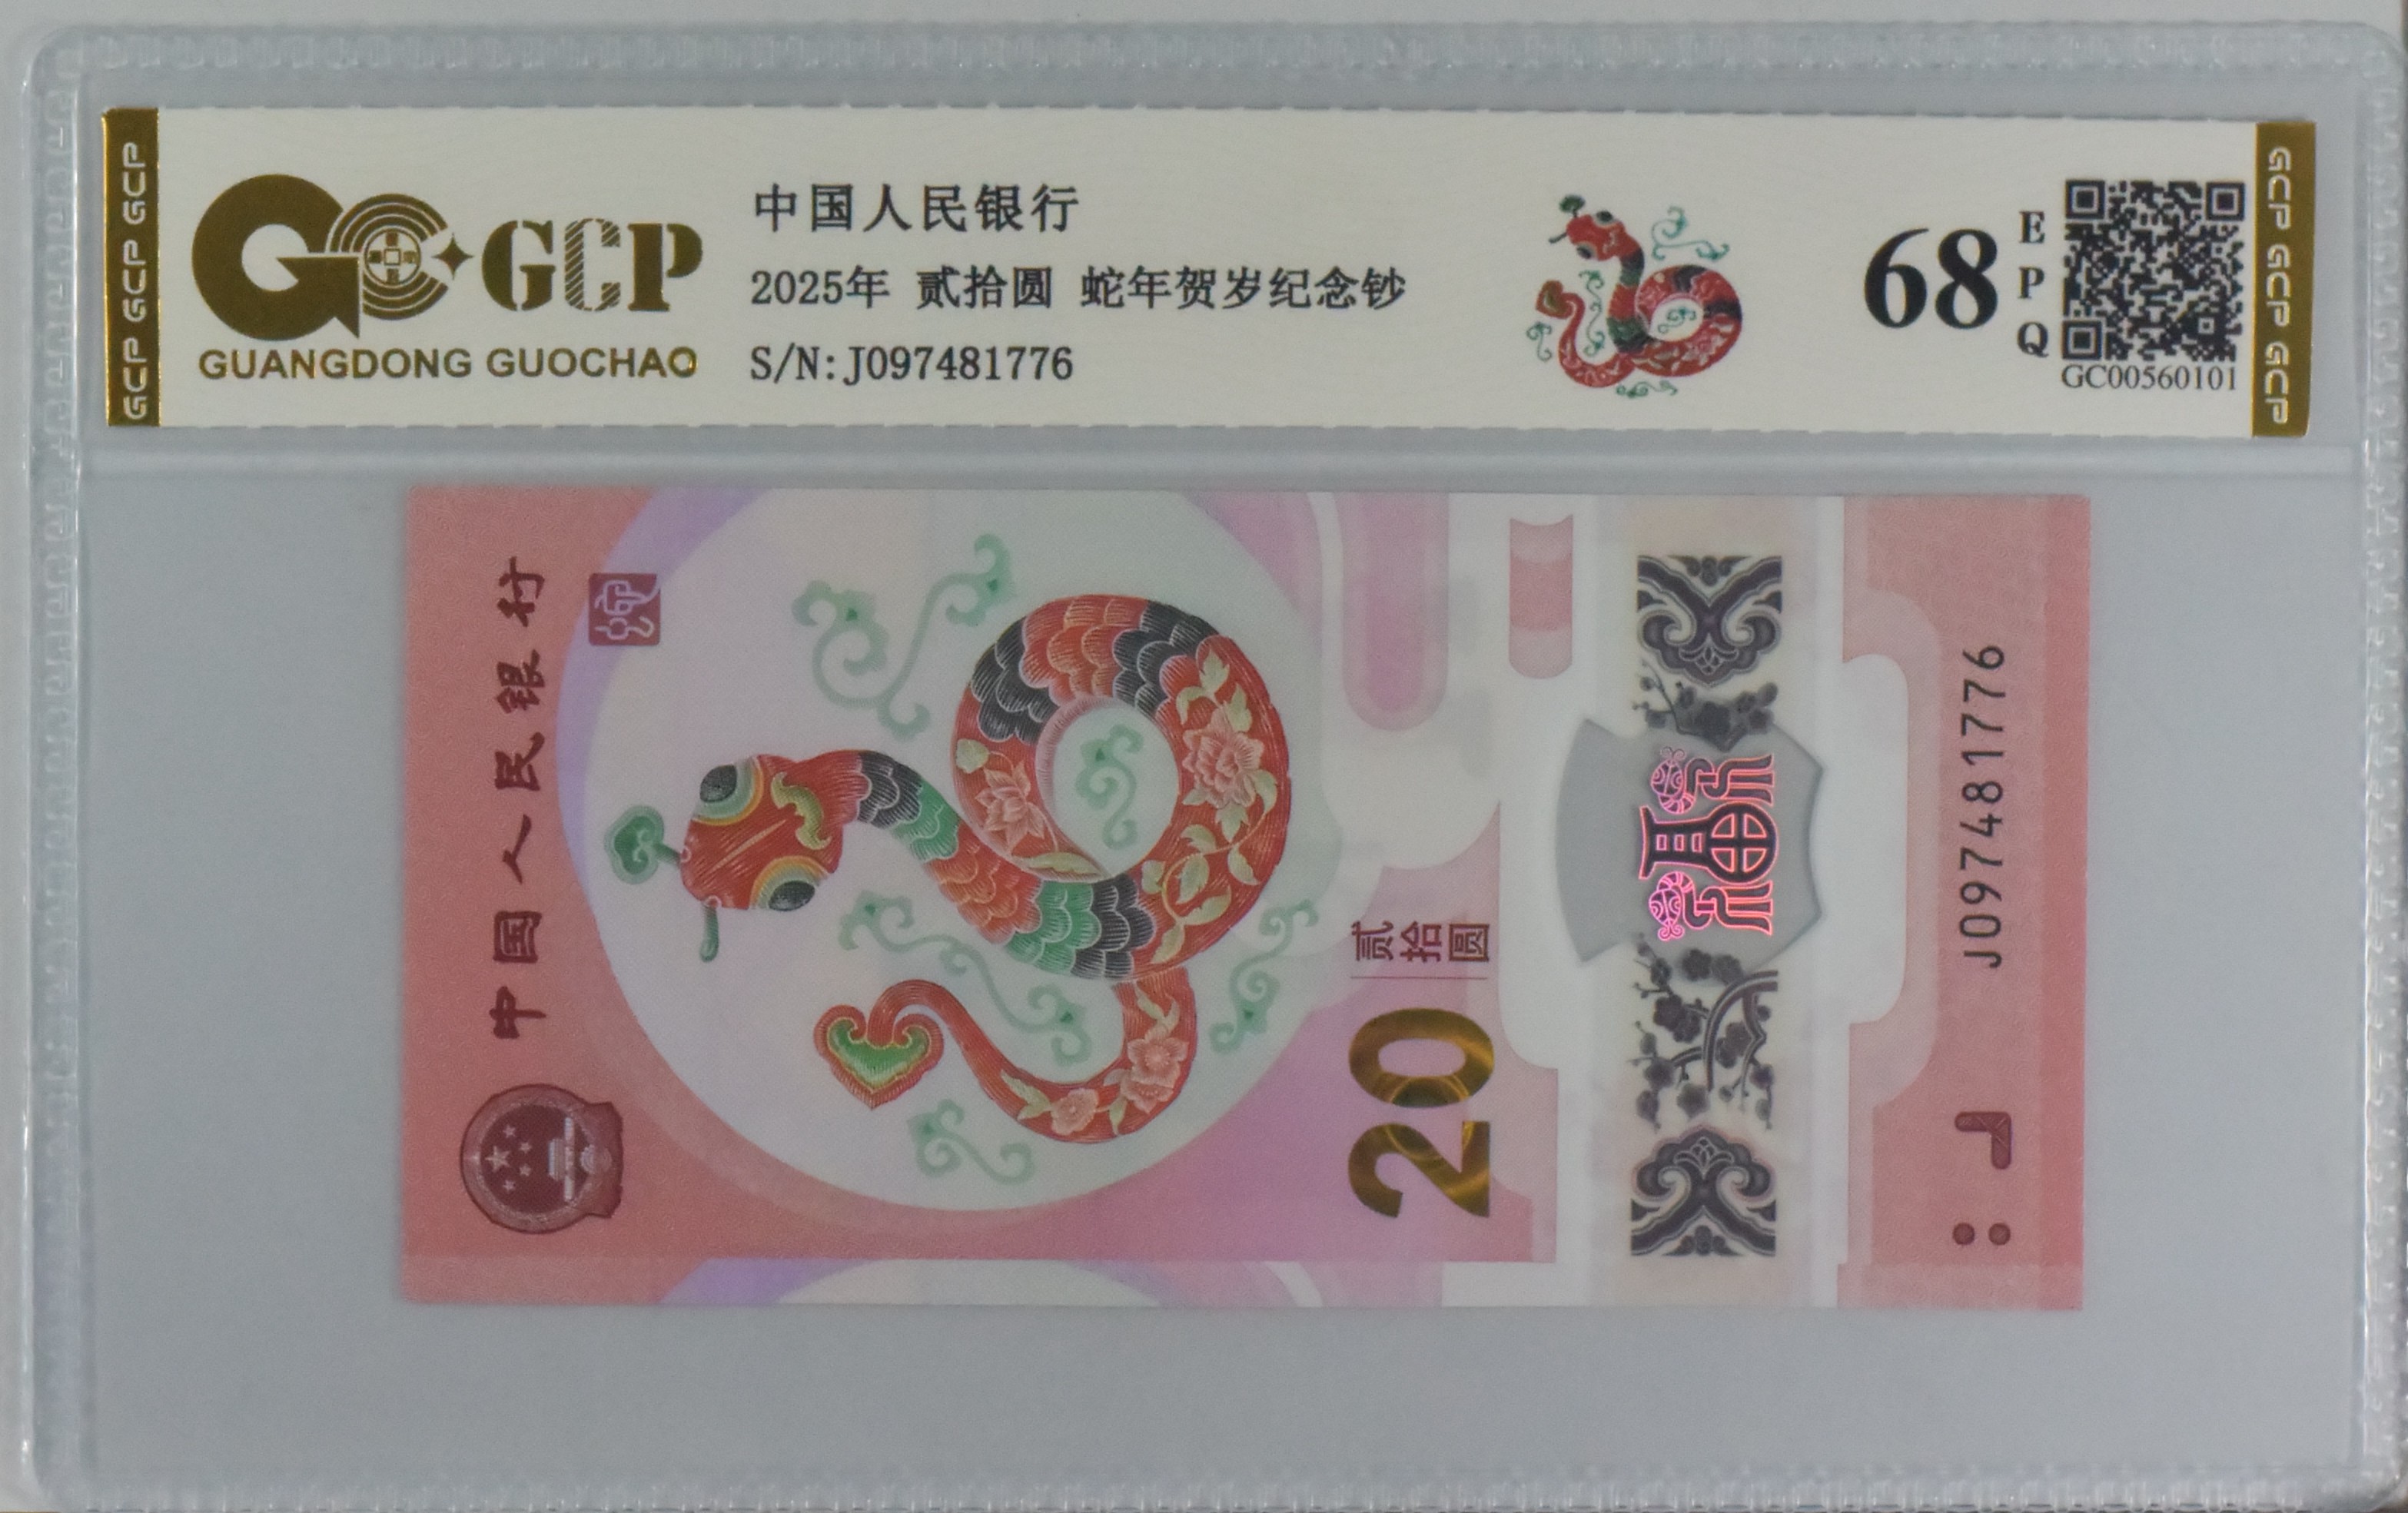 GCP GCP GCP
GCP
GUANGDONG GUOCHAO
中国人民银行
2025年 贰拾圆 蛇年贺岁纪念钞
S/N:J097481776
68
EPQ
GC00560101
GCP GCP GCP
中国人民银行
贰拾圆
20
J097481776